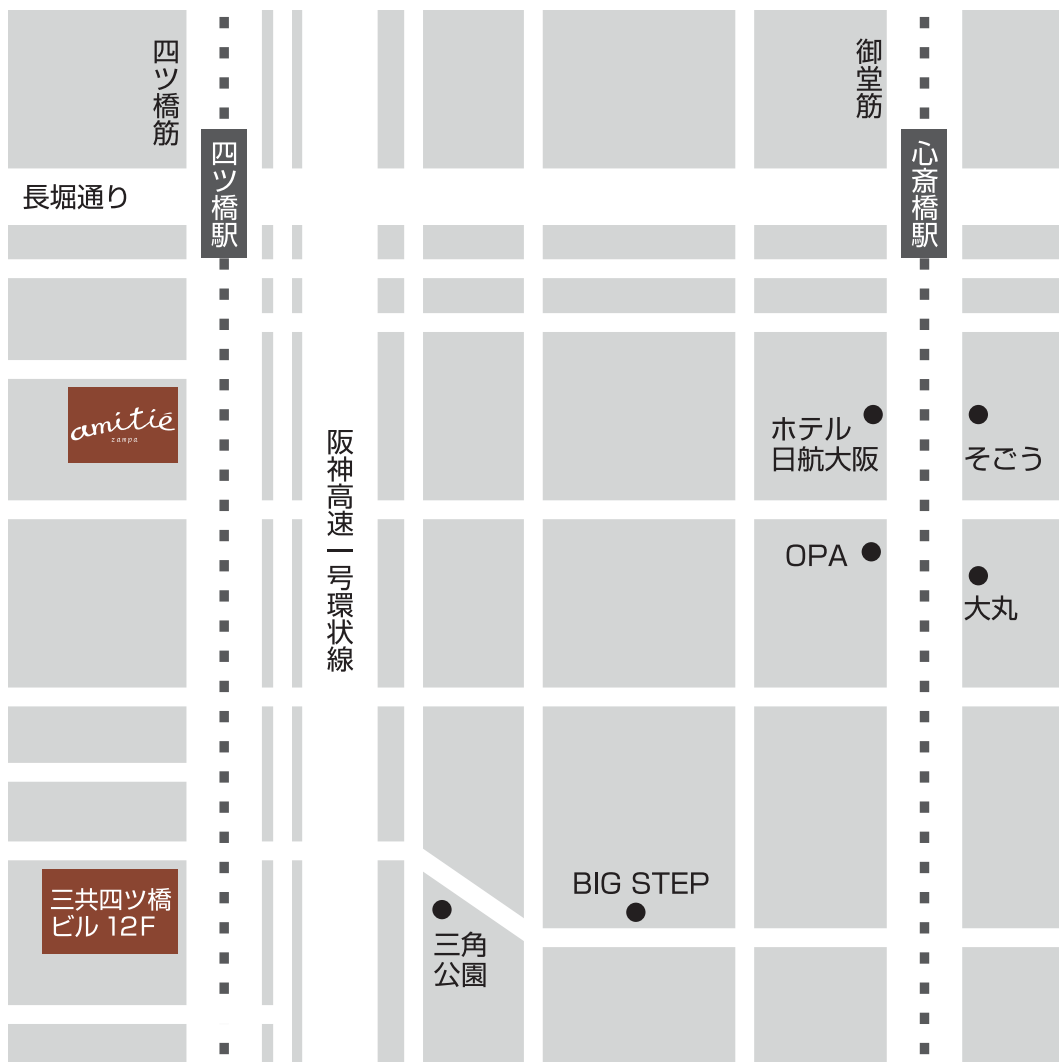 四ツ橋筋
御堂筋
四ツ橋駅
心斎橋駅
長堀通り
amitié
zampa
阪神高速一号環状線
ホテル
日航大阪
そごう
OPA
大丸
三共四ツ橋
ビル 12F
BIG STEP
三角
公園